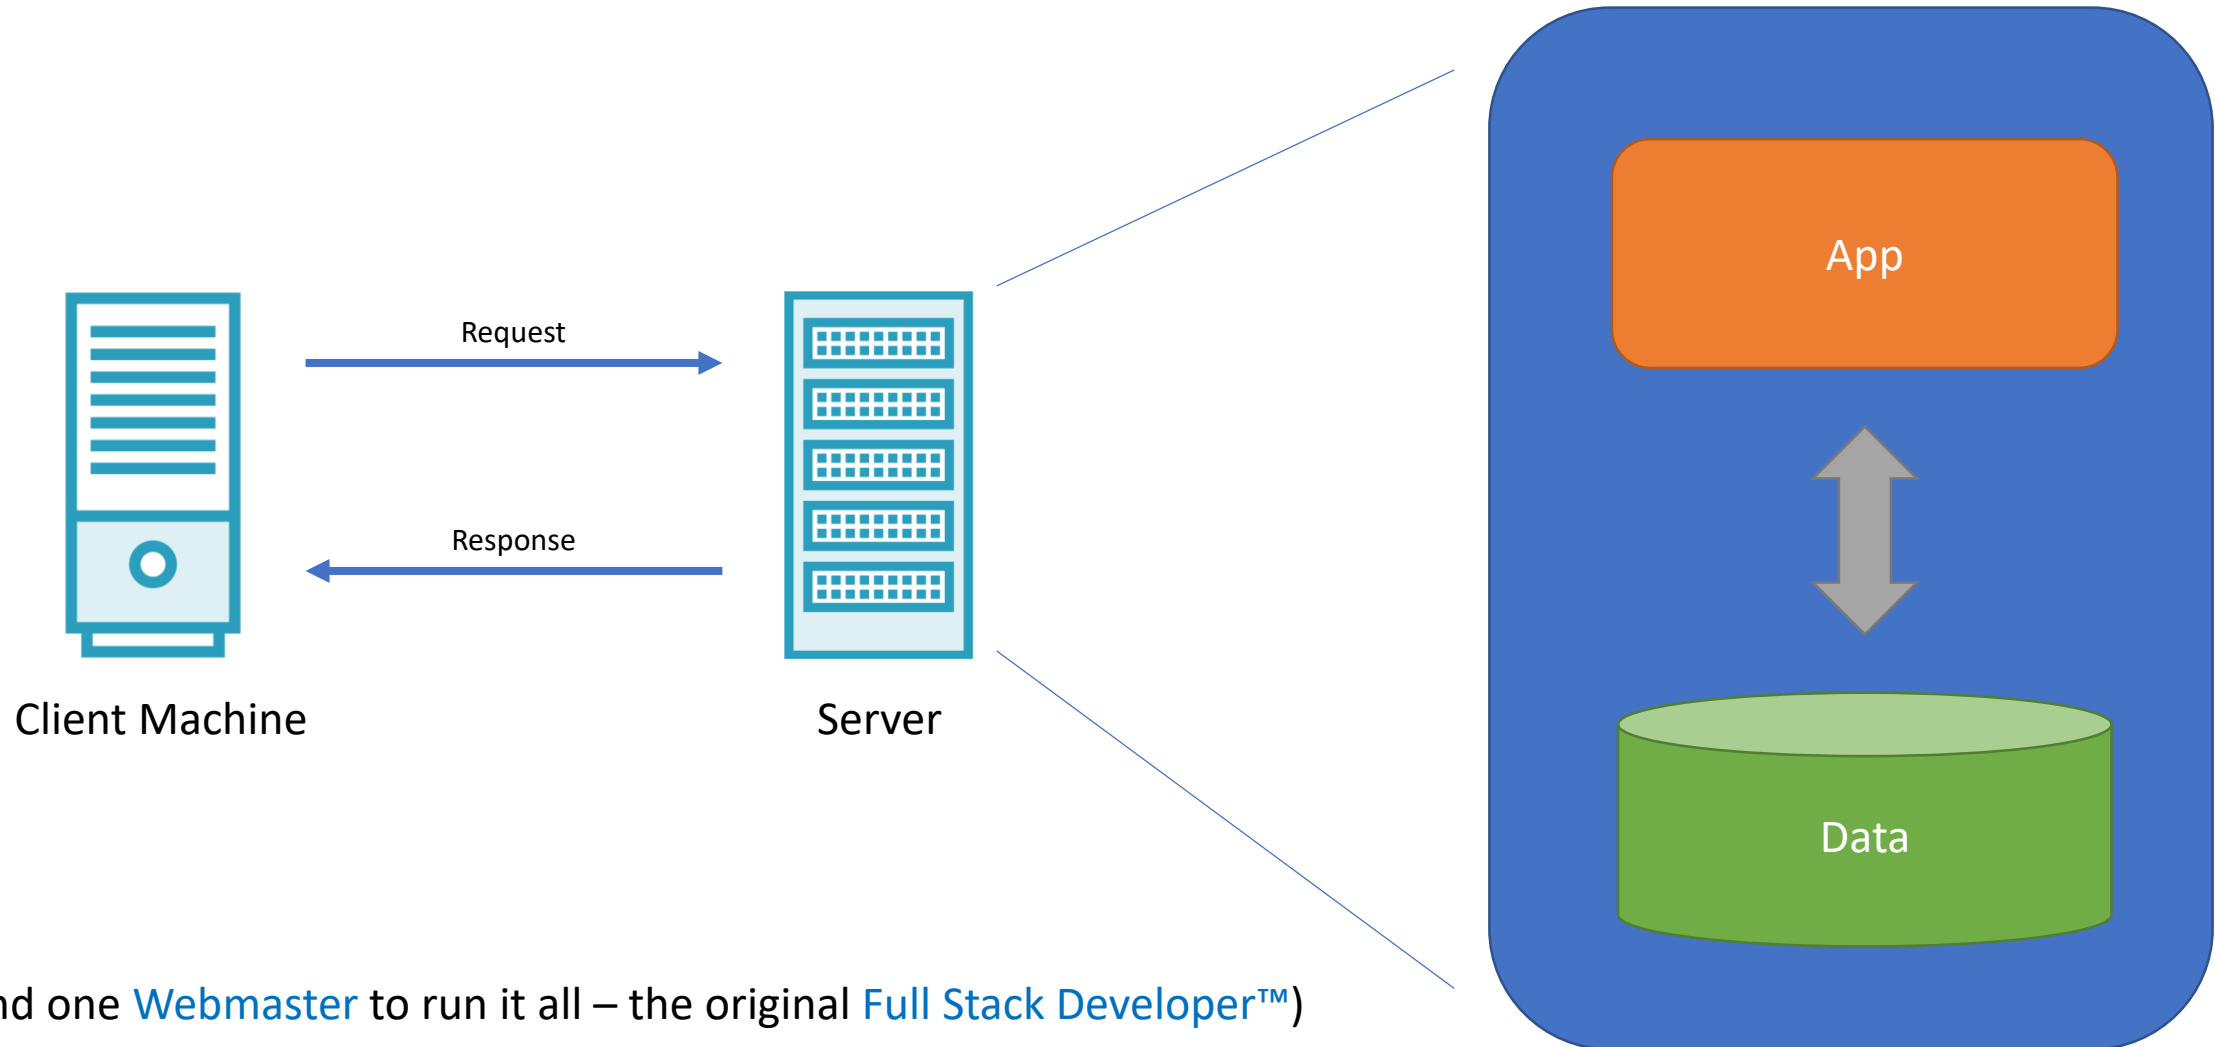 App
Request
Response
Client Machine
Server
Data
nd one Webmaster to run it all – the original Full Stack Developer™)